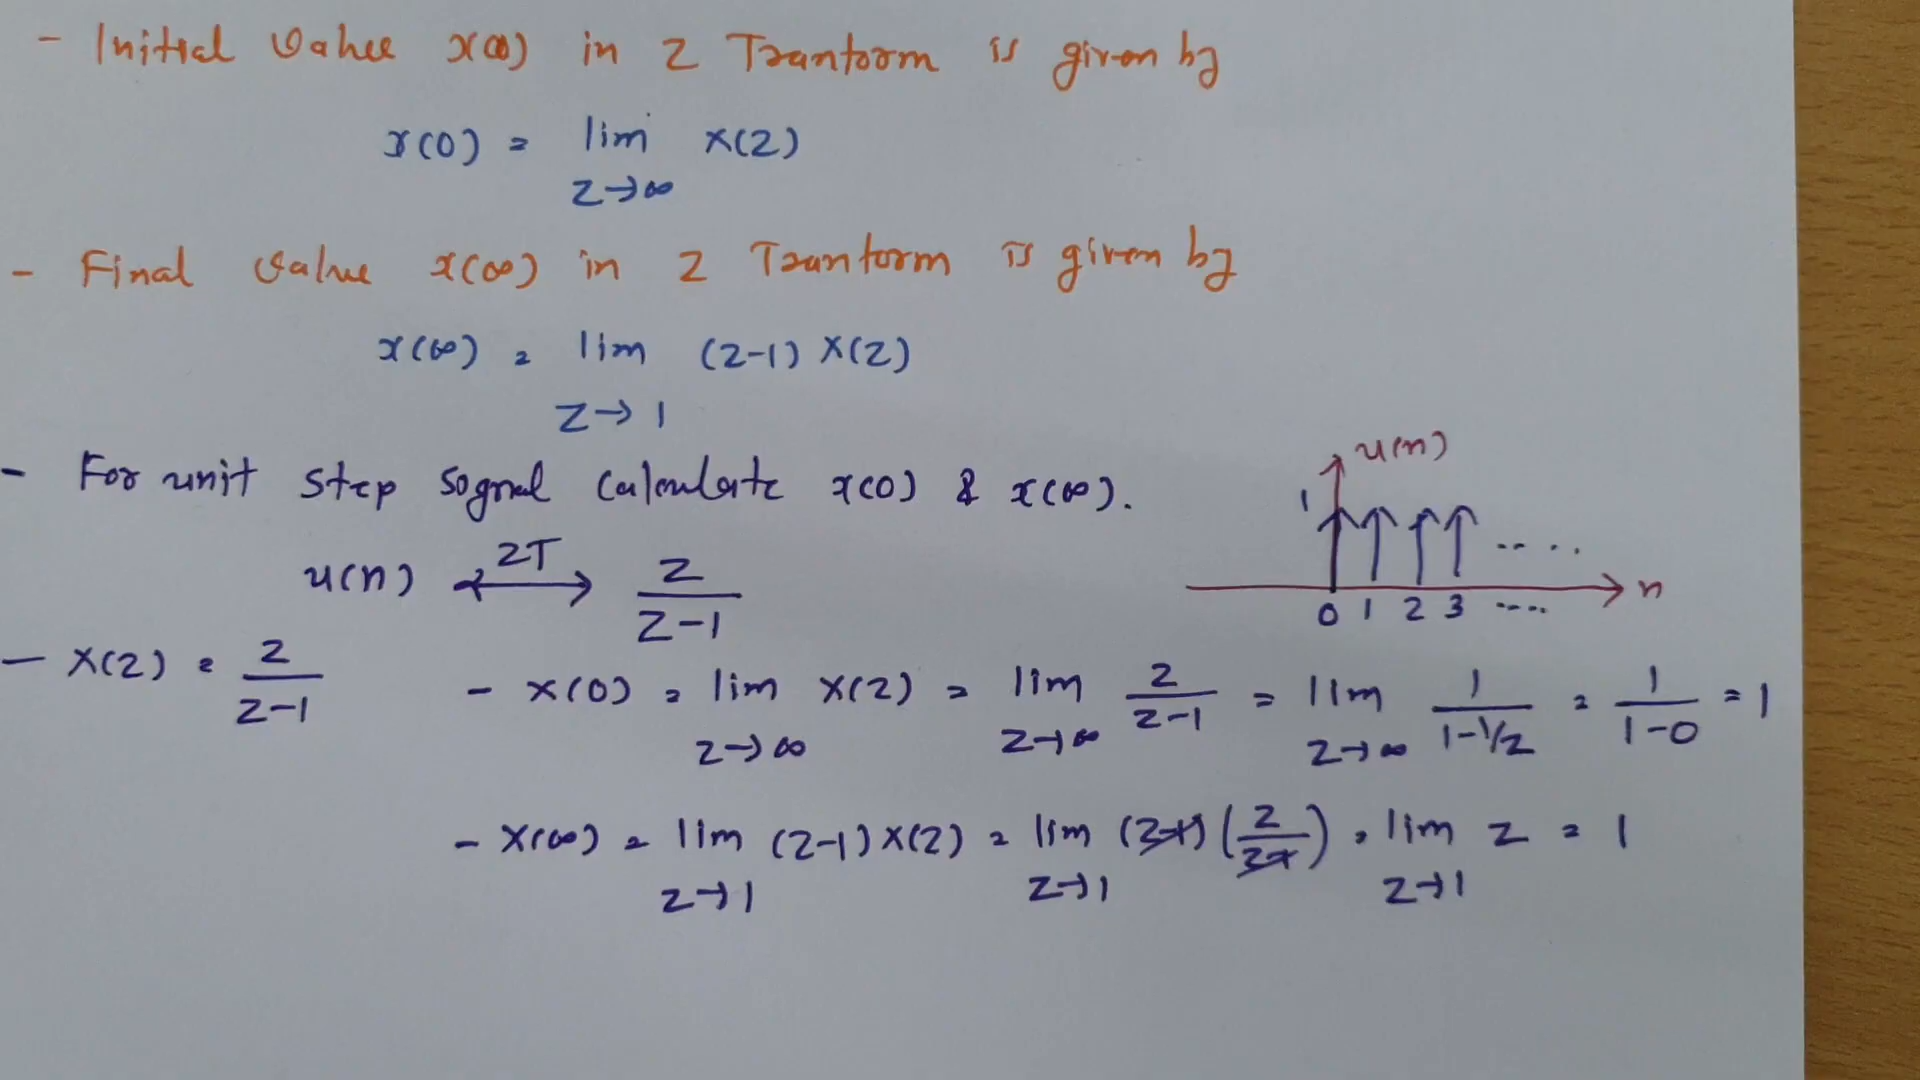 - Initial Value x(0) in Z Tranform is given by
x(0) = lim X(Z)
Z→∞
- Final Value x(∞) in Z Tranform is given by
x(∞) = lim (Z-1) X(Z)
Z→1
- For unit step signal calculate x(0) & x(∞).
u(n)
1
0 1 2 3 ....
n
u(n) ←ZT→ Z/(Z-1)
- X(Z) = Z/(Z-1)
- X(0) = lim X(Z) = lim Z/(Z-1) = lim 1/(1-1/Z) = 1/(1-0) = 1
Z→∞ Z→∞ Z→∞
- X(∞) = lim (Z-1) X(Z) = lim (Z-1) (Z/(Z-1)) = lim Z = 1
Z→1 Z→1 Z→1